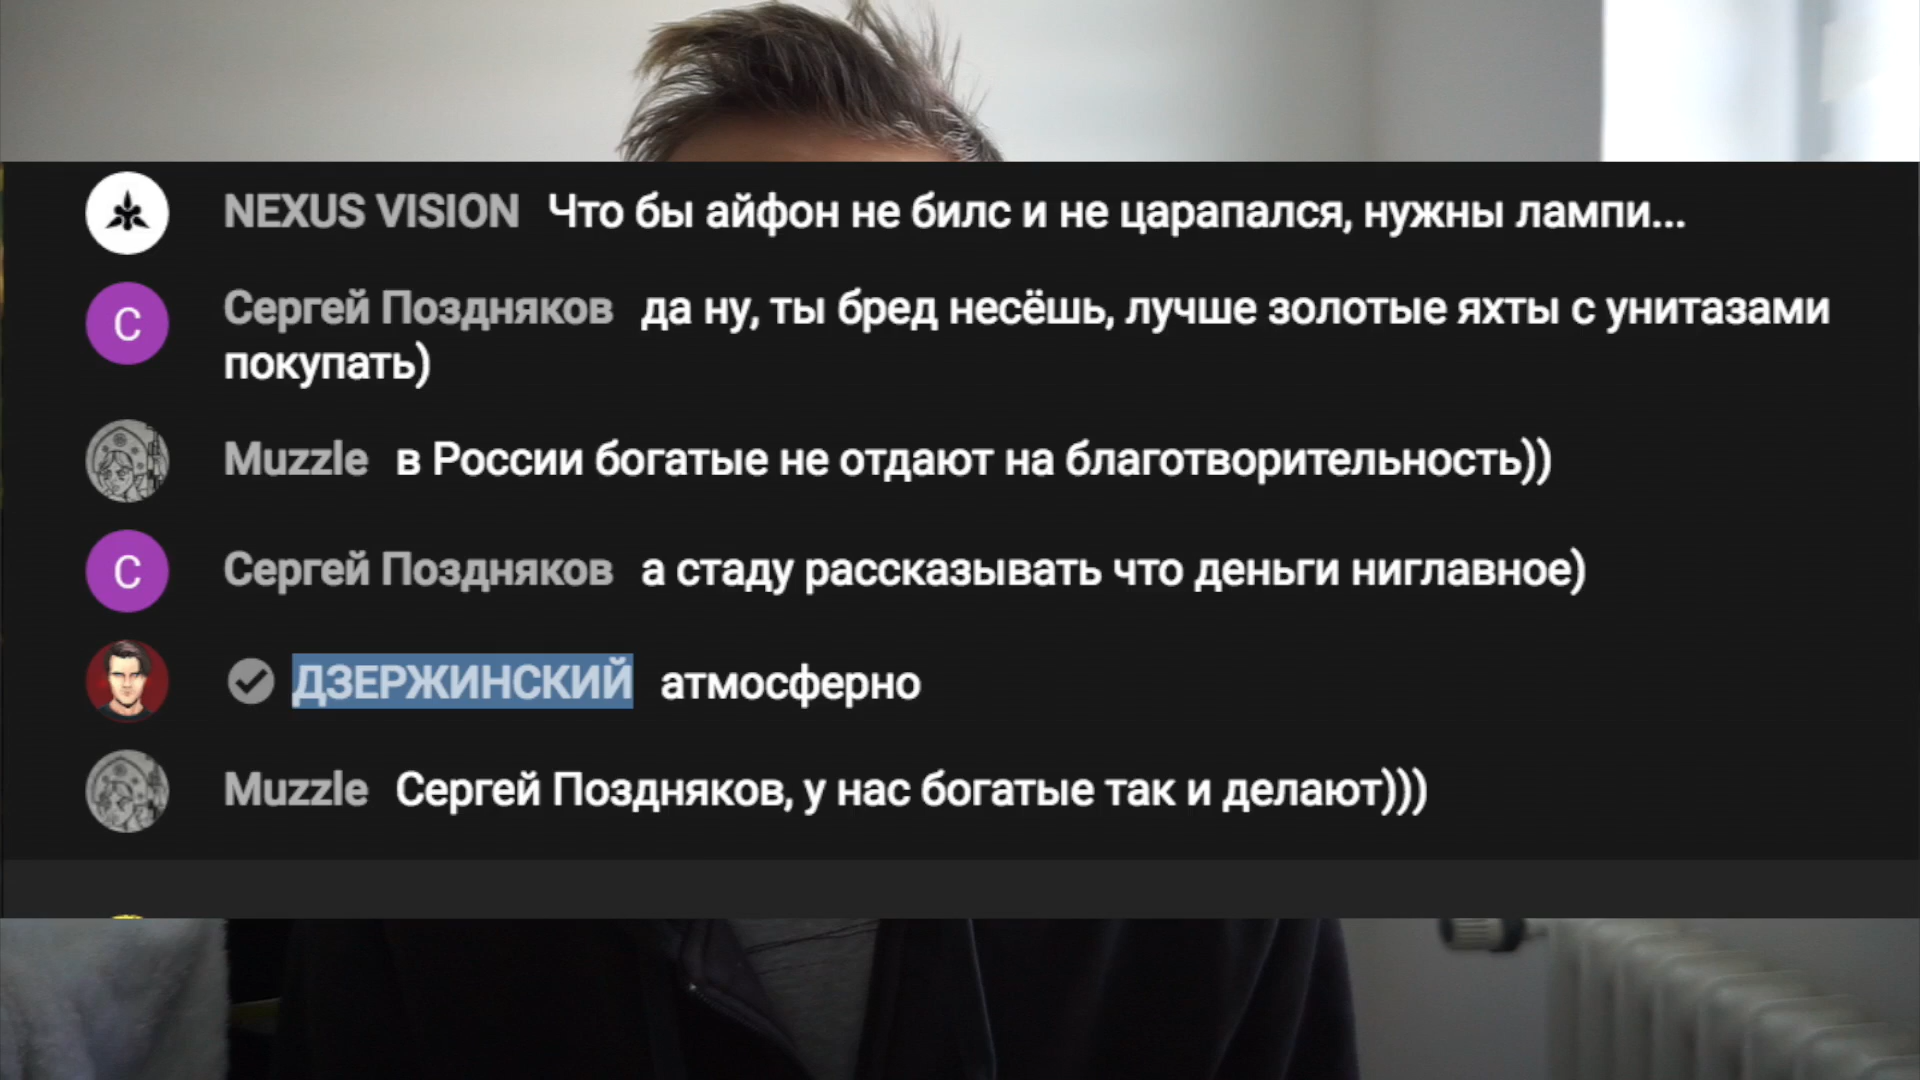 NEXUS VISION Что бы айфон не билс и не царапался, нужны лампи...
С Сергей Поздняков да ну, ты бред несёшь, лучше золотые яхты с унитазами
покупать)
Muzzle в России богатые не отдают на благотворительность))
С Сергей Поздняков а стаду рассказывать что деньги ниглавное)
ДЗЕРЖИНСКИЙ атмосферно
Muzzle Сергей Поздняков, у нас богатые так и делают)))